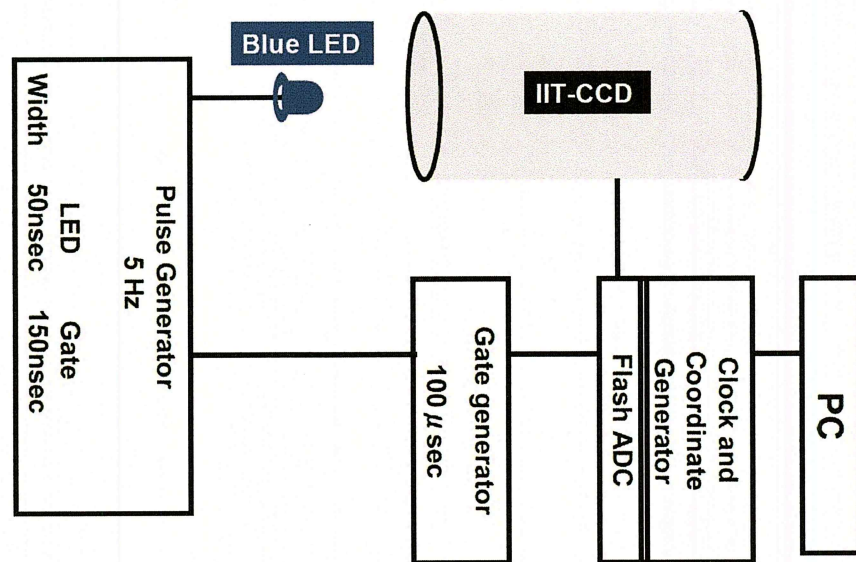 Blue LED
IIT-CCD
Pulse Generator
5 Hz
LED Gate
Width 50nsec 150nsec
Gate generator
100 μ sec
Clock and
Coordinate
Generator
Flash ADC
PC